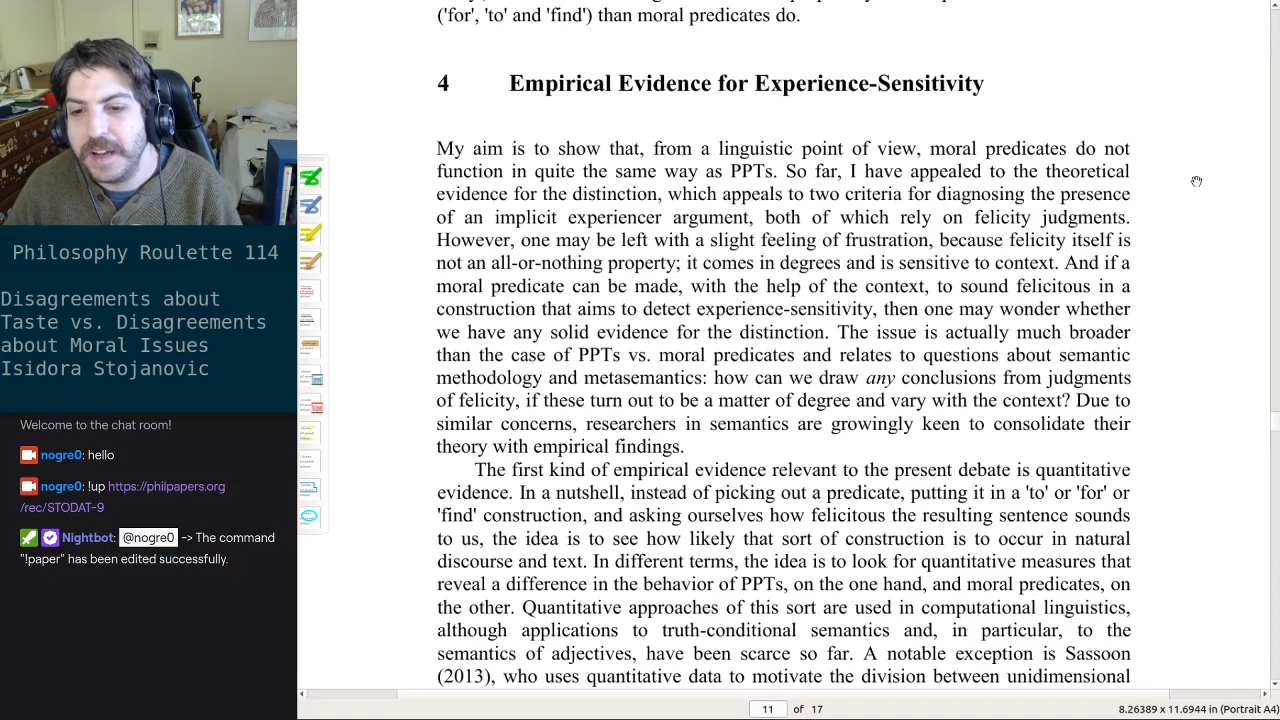 ('for', 'to' and 'find') than moral predicates do.
4 Empirical Evidence for Experience-Sensitivity
My aim is to show that, from a linguistic point of view, moral predicates do not
function in quite the same way as PPTs. So far, I have appealed to the theoretical
evidence for the distinction, which appeals to two criteria for diagnosing the presence
of an implicit experiencer argument, both of which rely on felicity judgments.
However, one may be left with a slight feeling of frustration, because felicity itself is
not an all-or-nothing property; it comes in degrees and is sensitive to context. And if a
moral predicate can be made, with the help of the context, to sound felicitous in a
construction that tracks experience-sensitivity, then one may wonder whether
we have any solid evidence for the distinction. The issue is actually much broader
than the case of PPTs vs. moral predicates and relates to questions about semantics
methodology and metasemantics: how can we draw any conclusions from judgments
of felicity, if these turn out to be a matter of degree and vary with the context? Due to
similar concerns, researchers in semantics are growingly keen to consolidate their
theories with empirical findings.
The first kind of empirical evidence relevant to the present debate is quantitative
evidence. In a nutshell, instead of picking out a predicate, putting it in a 'to' or 'for' or
'find' construction, and asking ourselves how felicitous the resulting sentence sounds
to us, the idea is to see how likely that sort of construction is to occur in natural
discourse and text. In different terms, the idea is to look for quantitative measures that
reveal a difference in the behavior of PPTs, on the one hand, and moral predicates, on
the other. Quantitative approaches of this sort are used in computational linguistics,
although applications to truth-conditional semantics and, in particular, to the
semantics of adjectives, have been scarce so far. A notable exception is Sassoon
(2013), who uses quantitative data to motivate the division between unidimensional
Philosophy Roulette 114
Disagreements about
Taste vs. Disagreements
about Moral Issues
Isidora Stojanovic
nogre0: hello
nogre0: !up https://philpapers.org
/rec/STODAT-9
Nightbot: @nogre0 -> The command
"!paper" has been edited successfully.
11 of 17
8.26389 x 11.6944 in (Portrait A4)